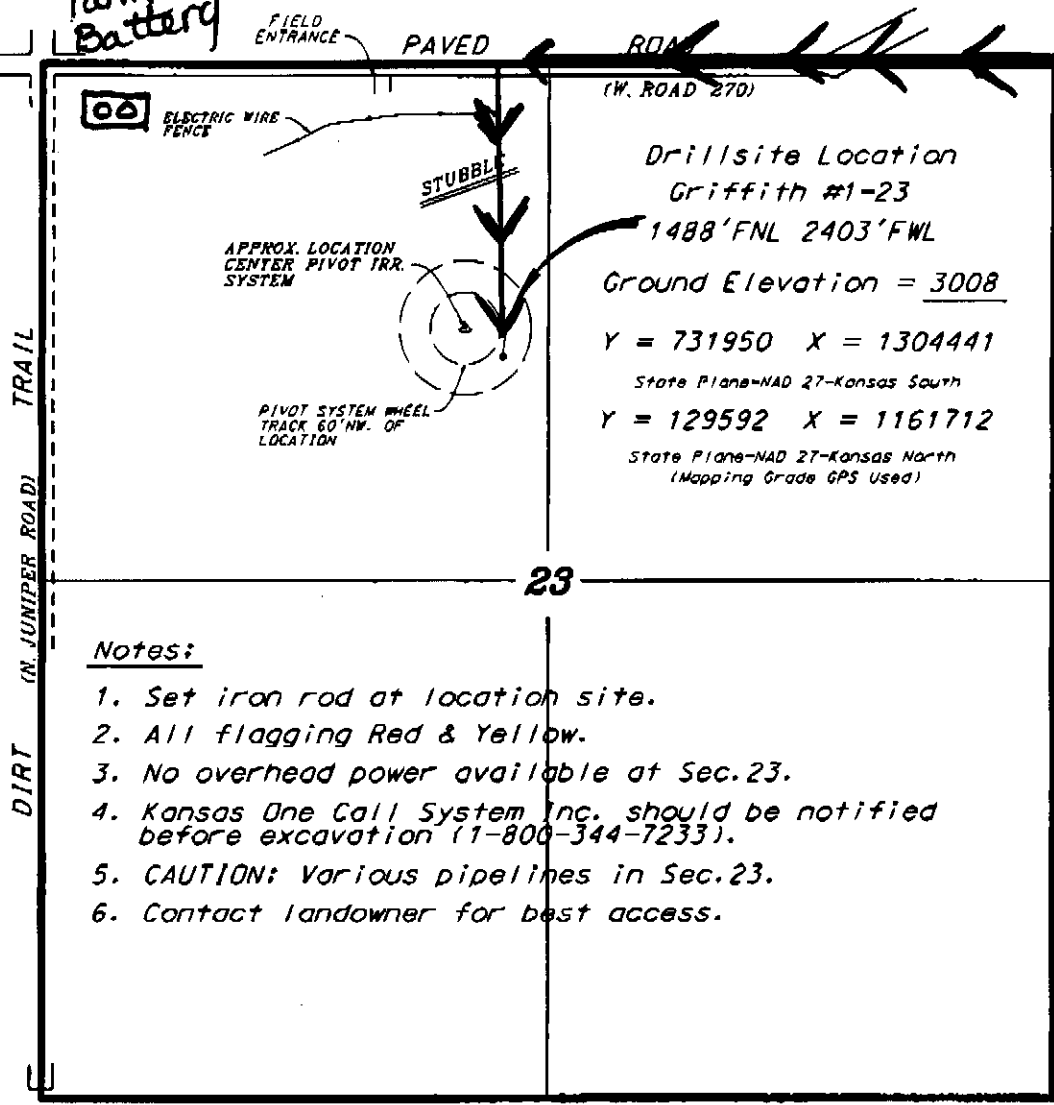 Tank
Battery
FIELD
ENTRANCE
PAVED ROAD
(W. ROAD 270)
ELECTRIC WIRE
FENCE
STUBBLE
Drillsite Location
Griffith #1-23
1488'FNL 2403'FWL
APPROX. LOCATION
CENTER PIVOT IRR.
SYSTEM
Ground Elevation = 3008
Y = 731950 X = 1304441
State Plane-NAD 27-Kansas South
Y = 129592 X = 1161712
State Plane-NAD 27-Kansas North
(Mapping Grade GPS Used)
PIVOT SYSTEM WHEEL
TRACK 60'NW. OF
LOCATION
DIRT (N. JUNIPER ROAD) TRAIL
23
Notes:
1. Set iron rod at location site.
2. All flagging Red & Yellow.
3. No overhead power available at Sec.23.
4. Kansas One Call System Inc. should be notified
before excavation (1-800-344-7233).
5. CAUTION: Various pipelines in Sec.23.
6. Contact landowner for best access.